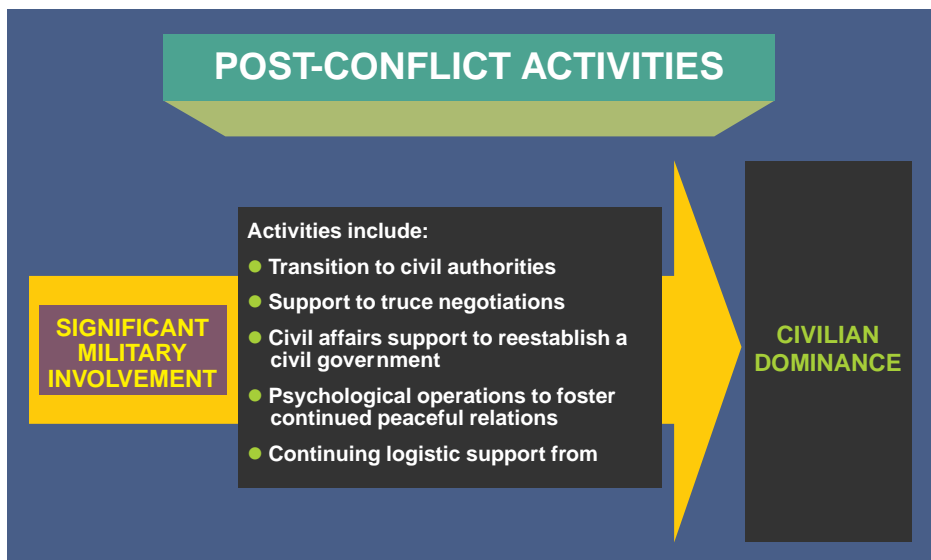 POST-CONFLICT ACTIVITIES
SIGNIFICANT
MILITARY
INVOLVEMENT
Activities include:
Transition to civil authorities
Support to truce negotiations
Civil affairs support to reestablish a
civil government
Psychological operations to foster
continued peaceful relations
Continuing logistic support from
CIVILIAN
DOMINANCE